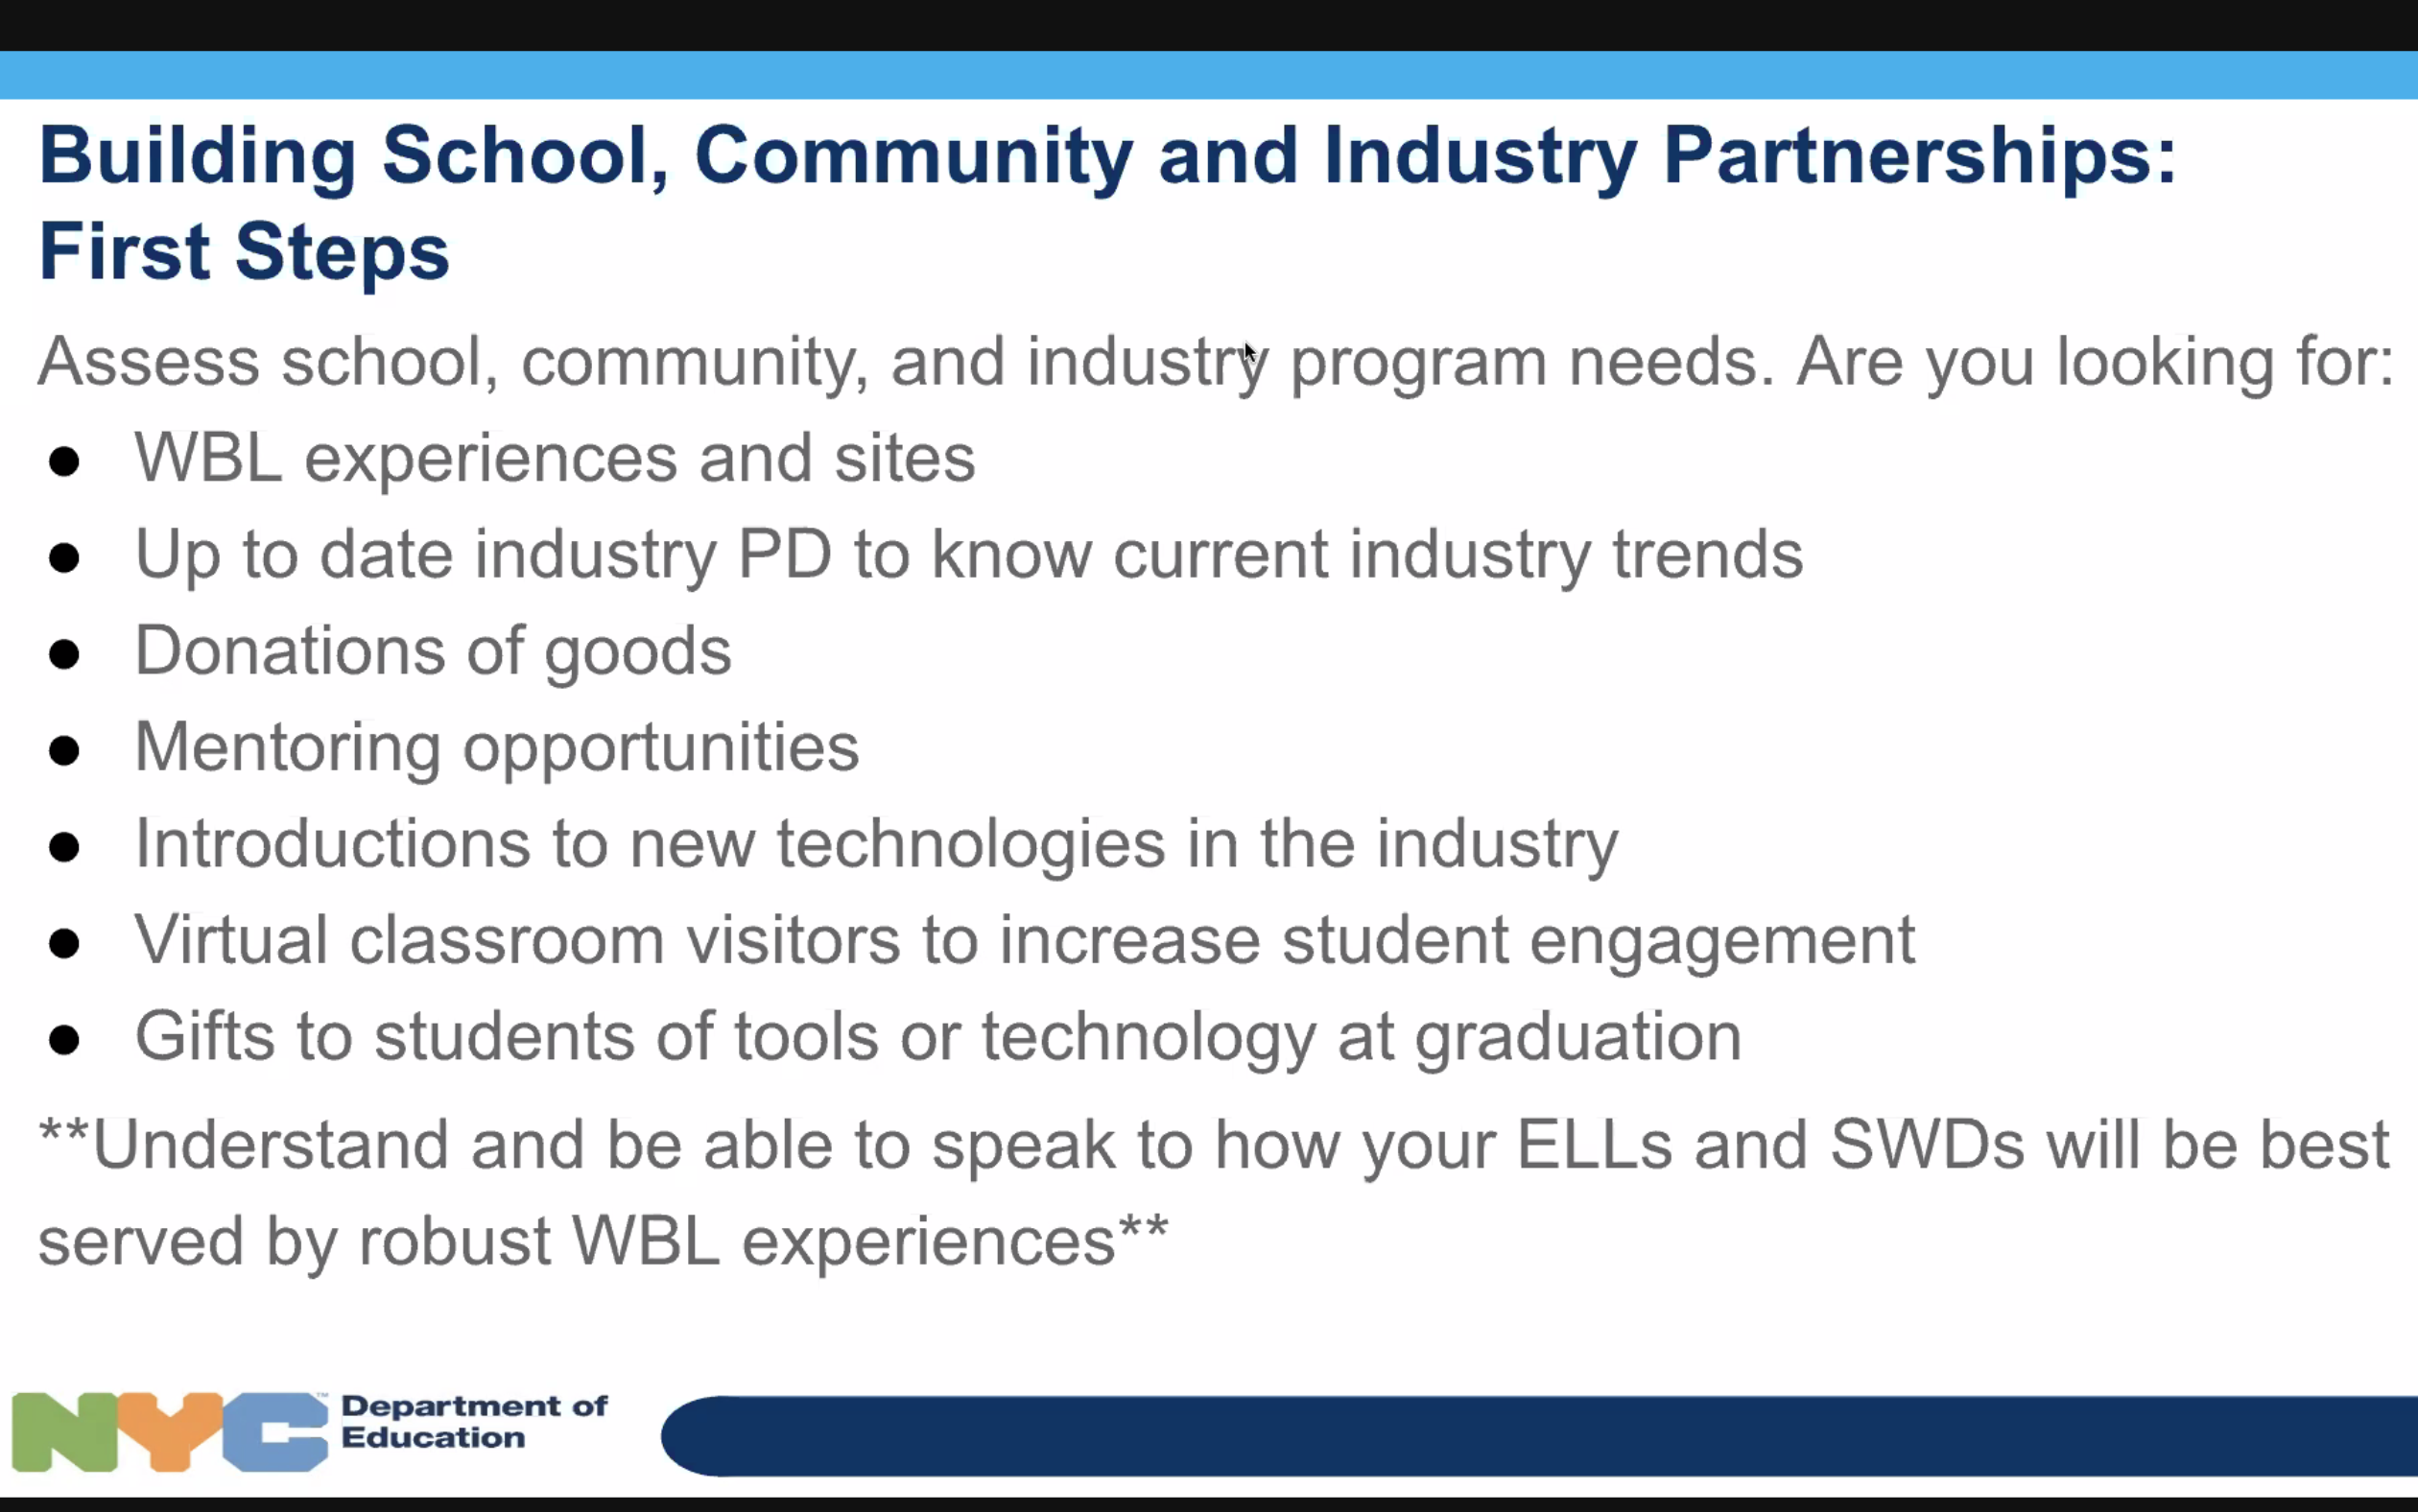 Building School, Community and Industry Partnerships:
First Steps
Assess school, community, and industry program needs. Are you looking for:
● WBL experiences and sites
● Up to date industry PD to know current industry trends
● Donations of goods
● Mentoring opportunities
● Introductions to new technologies in the industry
● Virtual classroom visitors to increase student engagement
● Gifts to students of tools or technology at graduation
**Understand and be able to speak to how your ELLs and SWDs will be best
served by robust WBL experiences**
NYC™ Department of
Education